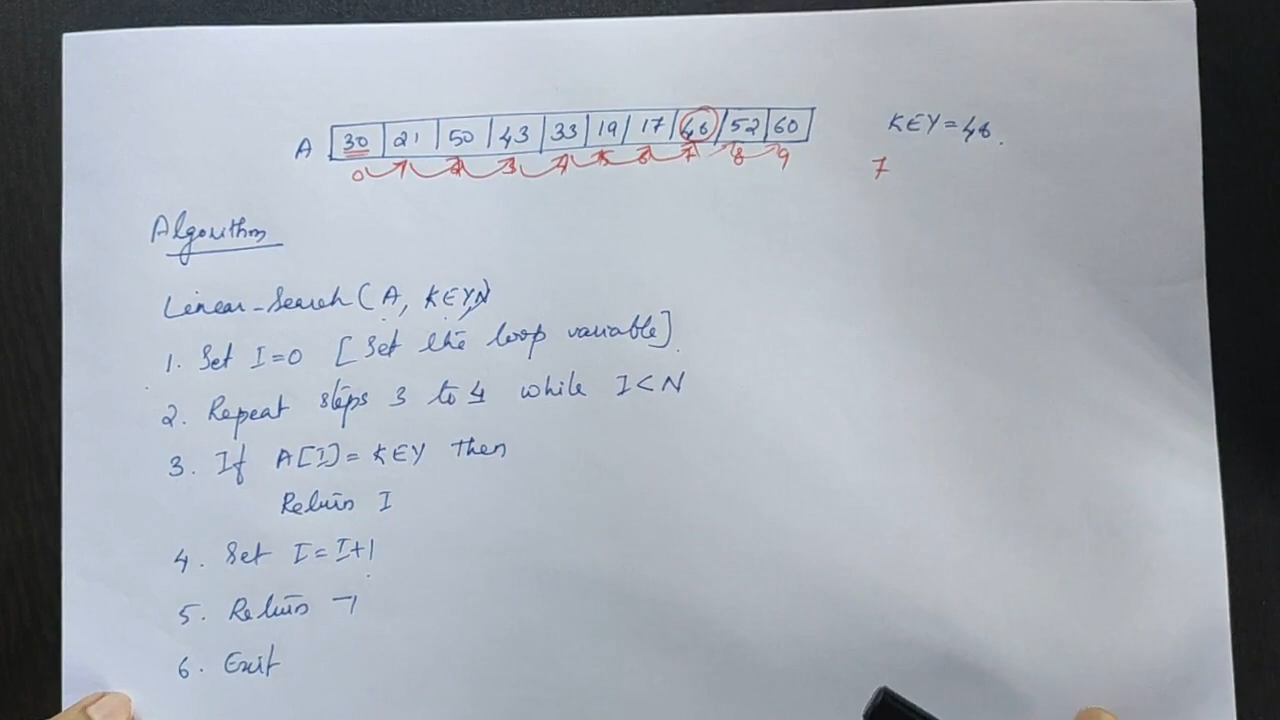 A 30 21 50 43 33 19 17 46 52 60 KEY=46.
0 1 2 3 4 5 6 7 8 9 7
Algorithm
Linear-Search (A, KEY,N)
1. Set I=0 [Set the loop variable].
2. Repeat steps 3 to 4 while I<N
3. If A[I]=KEY then
Return I
4. Set I=I+1
5. Return -1
6. Exit